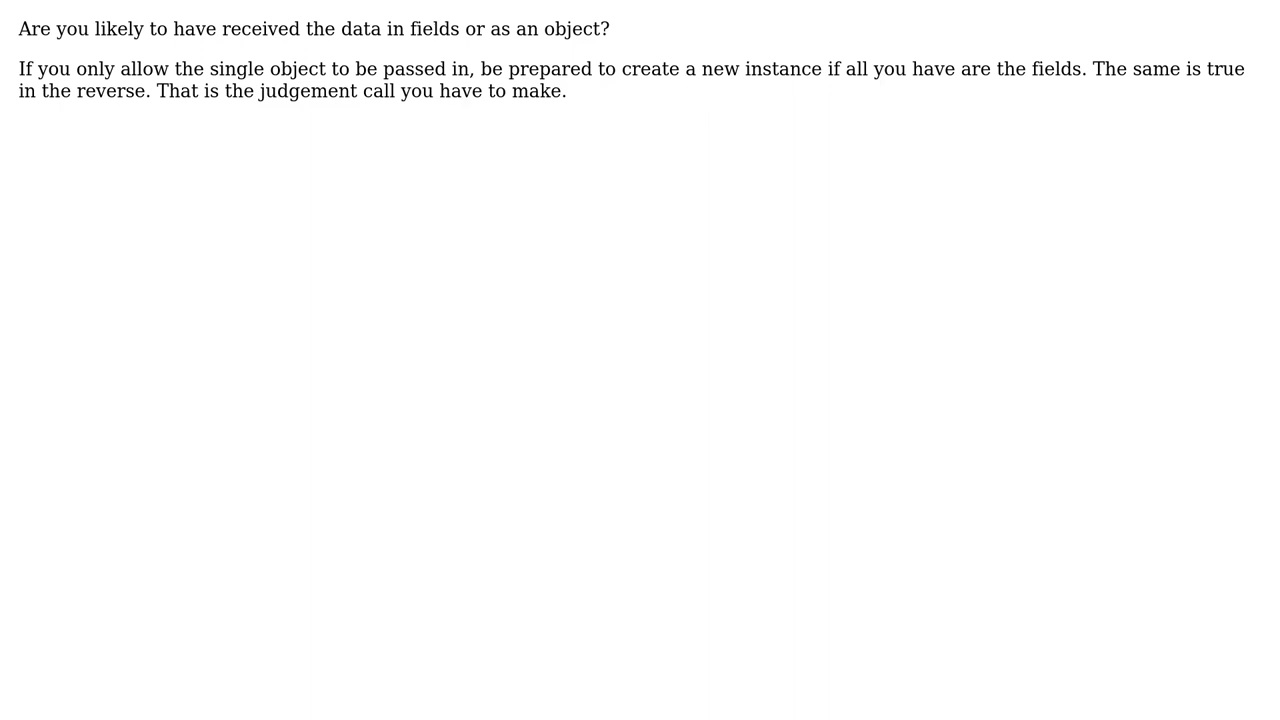 Are you likely to have received the data in fields or as an object?
If you only allow the single object to be passed in, be prepared to create a new instance if all you have are the fields. The same is true
in the reverse. That is the judgement call you have to make.